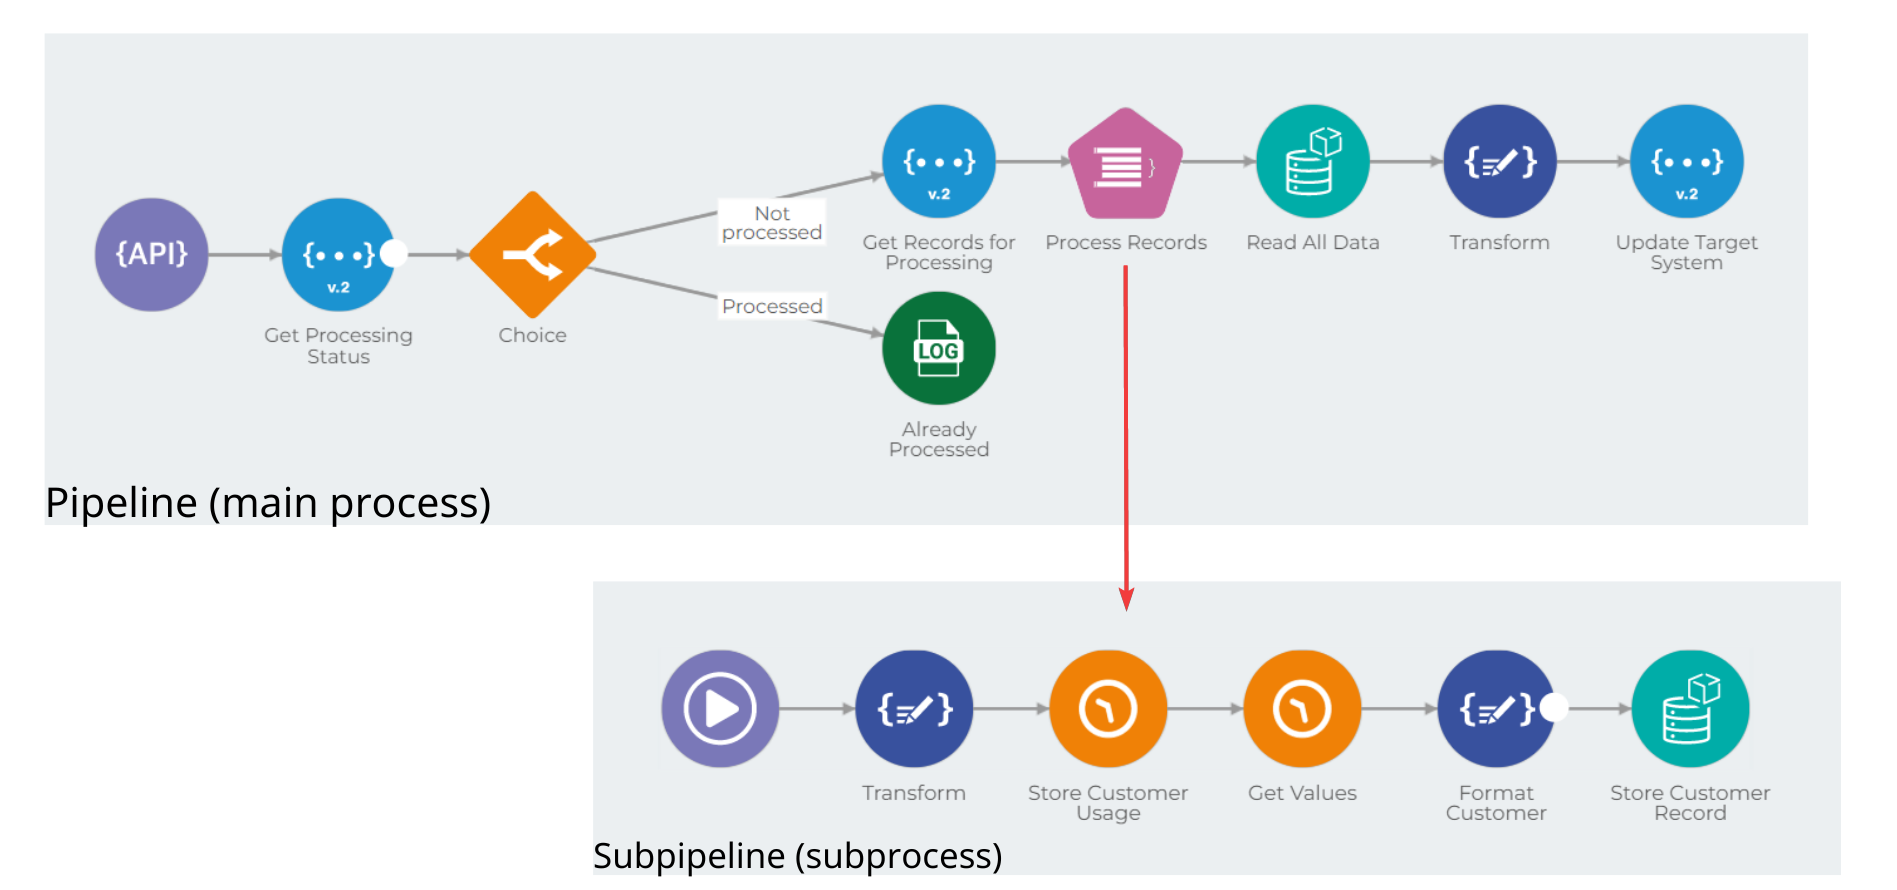 {API}
{•••}
v.2
Get Processing
Status
Choice
Not
processed
Processed
{•••}
v.2
Get Records for
Processing
}
Process Records
Read All Data
{ }
Transform
{•••}
v.2
Update Target
System
LOG
Already
Processed
Pipeline (main process)
{ }
Transform
Store Customer
Usage
Get Values
{ }
Format
Customer
Store Customer
Record
Subpipeline (subprocess)